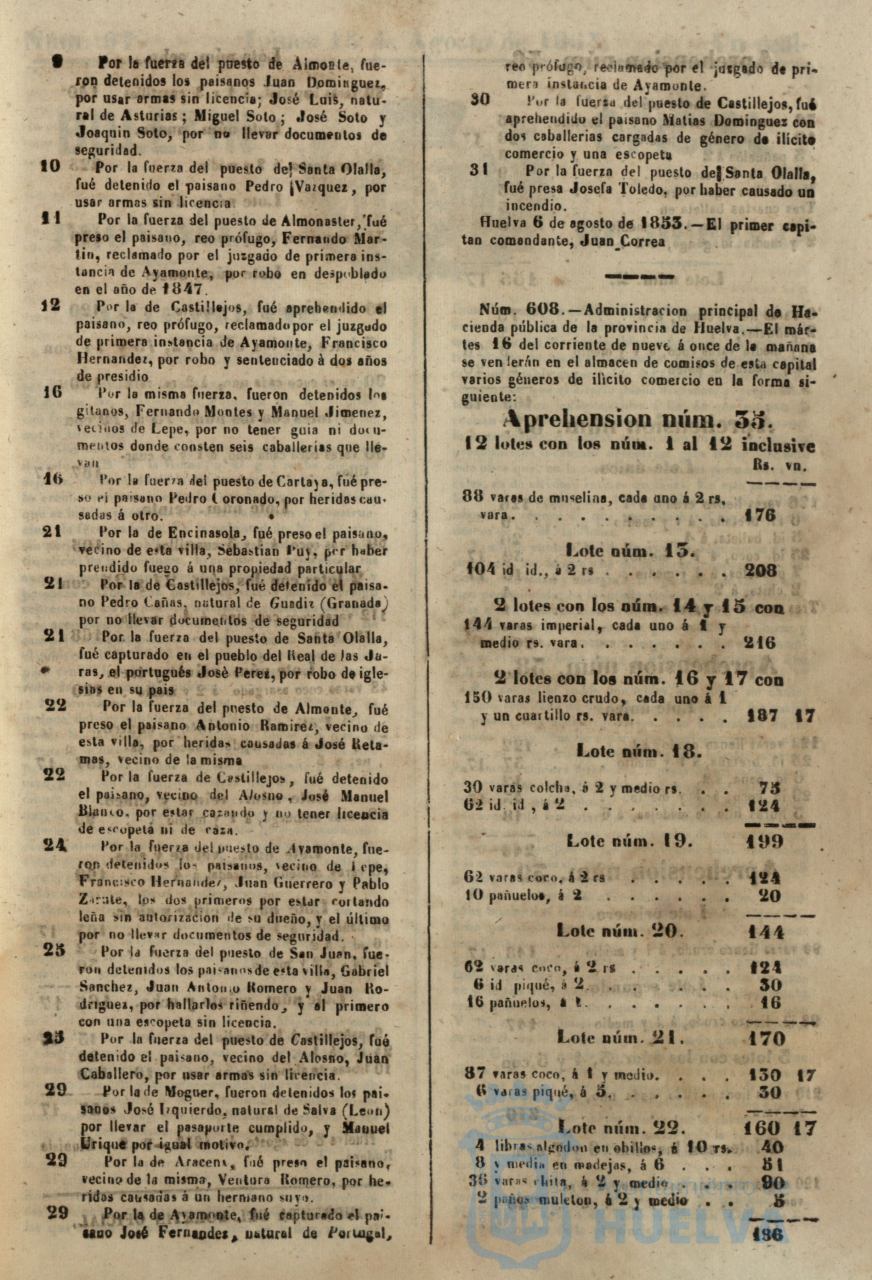 9 Por la fuerza del puesto de Almonte, fue-
ron detenidos los paisanos Juan Dominguez,
por usar armas sin licencia; José Luis, natu-
ral de Asturias; Miguel Soto; José Soto y
Joaquin Soto, por no llevar documentos de
seguridad.
10 Por la fuerza del puesto de Santa Olalla,
fué detenido el paisano Pedro Vazquez, por
usar armas sin licencia
11 Por la fuerza del puesto de Almonaster, fué
preso el paisano, reo prófugo, Fernando Mar-
tin, reclamado por el juzgado de primera ins-
tancia de Ayamonte, por robo en despoblado
en el año de 1847.
12 Por la de Castillejos, fué aprehendido el
paisano, reo prófugo, reclamado por el juzgado
de primera instancia de Ayamonte, Francisco
Hernandez, por robo y sentenciado à dos años
de presidio
16 Por la misma fuerza, fueron detenidos los
gitanos, Fernando Montes y Manuel Jimenez,
vecinos de Lepe, por no tener guia ni docu-
mentos donde consten seis caballerias que lle-
van
16 Por la fuerza del puesto de Cartaya, fué pre-
so el paisano Pedro Coronado, por heridas cau-
sadas á otro.
21 Por la de Encinasola, fué preso el paisano,
vecino de esta villa, Sebastian Puy, por haber
prendido fuego á una propiedad particular
21 Por la de Castillejos, fué detenido el paisa-
no Pedro Cañas, natural de Guadiz (Granada)
por no llevar documentos de seguridad
21 Por la fuerza del puesto de Santa Olalla,
fué capturado en el pueblo del Real de las Ja-
ras, el portugués Josè Perez, por robo de igle-
sias en su pais
22 Por la fuerza del puesto de Almonte, fué
preso el paisano Antonio Ramirez, vecino de
esta villa, por heridas causadas á José Reta-
mas, vecino de la misma
22 Por la fuerza de Castillejos, fué detenido
el paisano, vecino del Alosno, José Manuel
Blanco, por estar cazando y no tener licencia
de escopeta ni de caza.
24 Por la fuerza del puesto de Ayamonte, fue-
ron detenidos los paisanos, vecino de Lepe,
Francisco Hernandez, Juan Guerrero y Pablo
Zarate, los dos primeros por estar cortando
leña sin autorizacion de su dueño, y el último
por no llevar documentos de seguridad.
25 Por la fuerza del puesto de San Juan, fue-
ron detenidos los paisanos de esta villa, Gabriel
Sanchez, Juan Antonio Romero y Juan Ro-
driguez, por hallarlos riñendo, y al primero
con una escopeta sin licencia.
25 Por la fuerza del puesto de Castillejos, fué
detenido el paisano, vecino del Alosno, Juan
Caballero, por usar armas sin licencia.
29 Por la de Moguer, fueron detenidos los pai-
sanos José Izquierdo, natural de Salva (Leon)
por llevar el pasaporte cumplido, y Manuel
Urique por igual motivo.
29 Por la de Aracena, fué preso el paisano,
vecino de la misma, Ventura Romero, por he-
ridas causadas á un hermano suyo.
29 Por la de Ayamonte, fué capturado el pai-
sano José Fernandez, natural de Portugal,
reo prófugo, reclamado por el juzgado de pri-
mera instancia de Ayamonte.
30 Por la fuerza del puesto de Castillejos, fué
aprehendido el paisano Matias Dominguez con
dos caballerias cargadas de género de ilícito
comercio y una escopeta
31 Por la fuerza del puesto de Santa Olalla,
fué presa Josefa Toledo, por haber causado un
incendio.
Huelva 6 de agosto de 1853.—El primer capi-
tan comandante, Juan Correa
Núm. 608.—Administracion principal de Ha-
cienda pública de la provincia de Huelva.—El már-
tes 16 del corriente de nueve á once de la mañana
se venderán en el almacen de comisos de esta capital
varios géneros de ilìcito comercio en la forma si-
guiente:
Aprehension núm. 35.
12 lotes con los núm. 1 al 12 inclusive
Rs. vn.
88 varas de muselina, cada uno á 2 rs.
vara. . . . . . . . . . 176
Lote núm. 13.
104 id id., á 2 rs . . . . . . 208
2 lotes con los núm. 14 y 15 con
144 varas imperial, cada uno á 1 y
medio rs. vara. . . . . . . 216
2 lotes con los núm. 16 y 17 con
150 varas lienzo crudo, cada uno á 1
y un cuartillo rs. vara. . . . . 187 17
Lote núm. 18.
30 varas colcha, á 2 y medio rs. . . 75
62 id. id, á 2 . . . . . . . 124
Lote núm. 19. 199
62 varas coco, á 2 rs . . . . . 124
10 pañuelos, á 2 . . . . . . 20
Lote núm. 20. 144
62 varas coco, á 2 rs . . . . . 124
6 id piqué, á 2. . . . . . . 30
16 pañuelos, á 1. . . . . . . 16
Lote núm. 21. 170
87 varas coco, á 1 y medio. . . . 130 17
6 varas piqué, á 5. . . . . . 30
Lote núm. 22. 160 17
4 libras algodon en obillos, á 10 rs. 40
8 y media en madejas, á 6 . . . 51
36 varas chita, á 2 y medio . . . 90
2 paños muleton, á 2 y medio . . 5
186
HUELVA